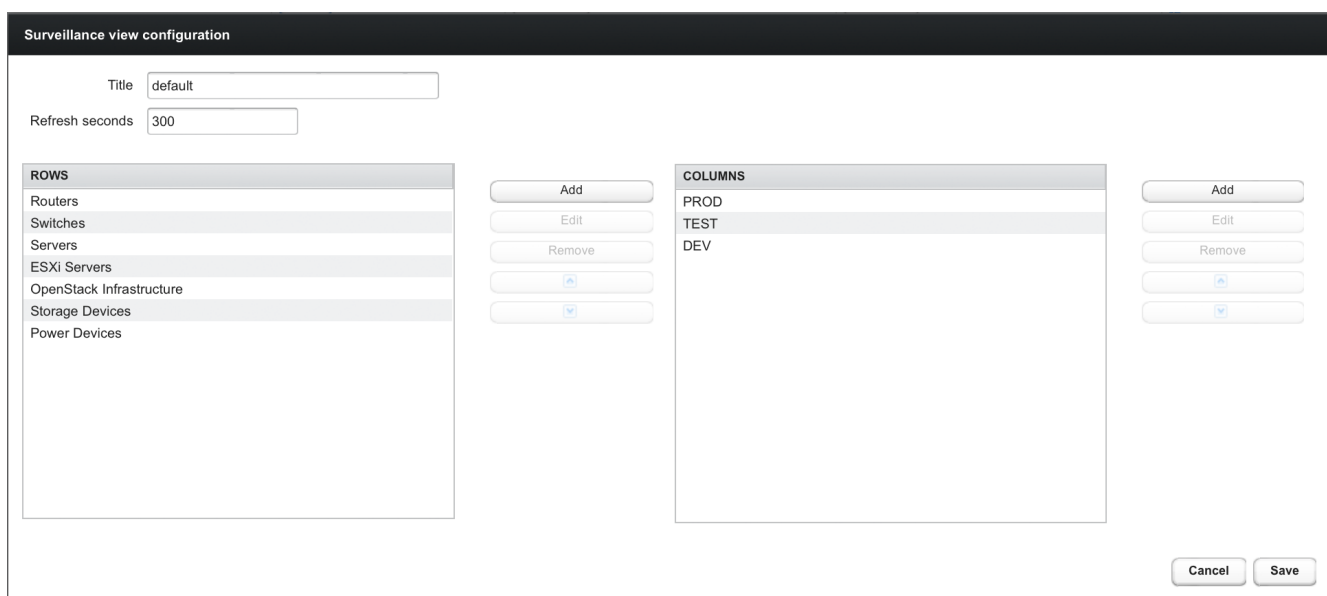 Surveillance view configuration
Title default
Refresh seconds 300
ROWS
Routers
Switches
Servers
ESXi Servers
OpenStack Infrastructure
Storage Devices
Power Devices
Add
Edit
Remove
COLUMNS
PROD
TEST
DEV
Add
Edit
Remove
Cancel Save